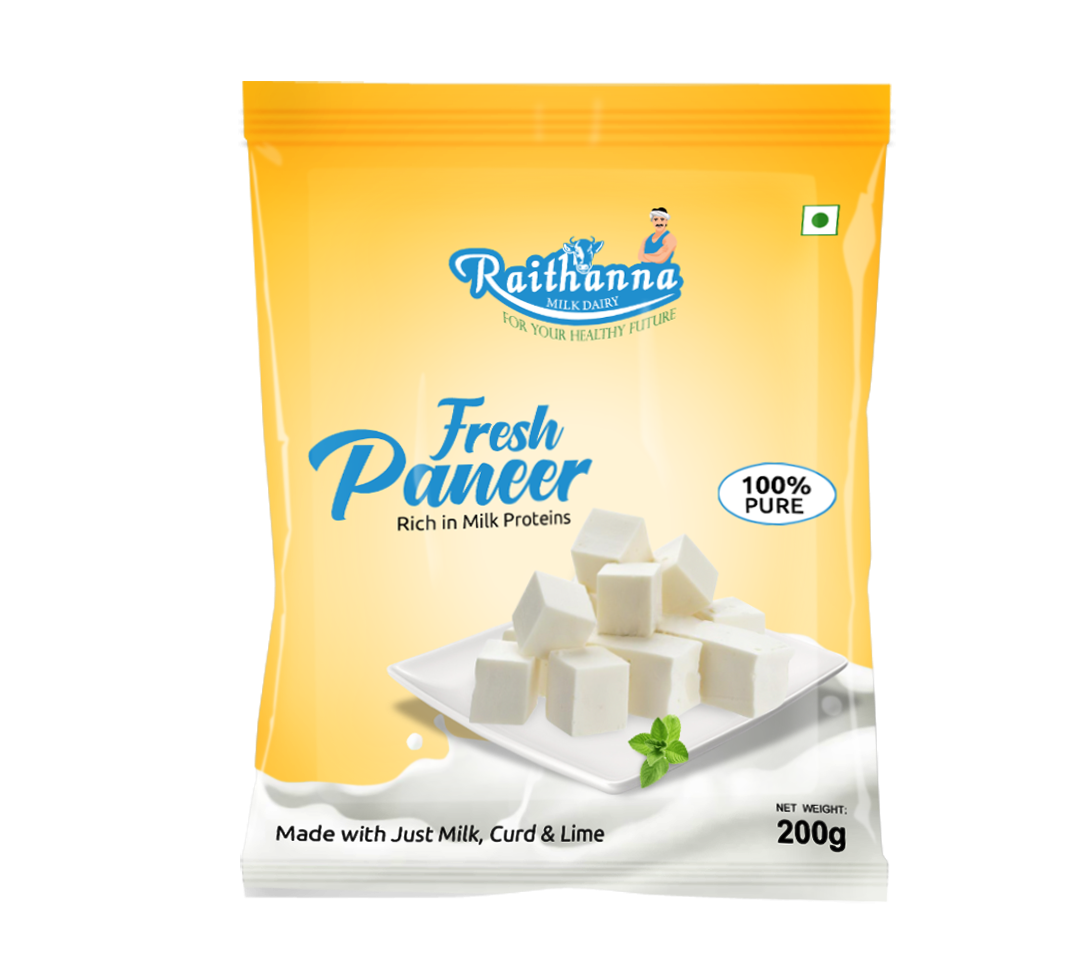 Raithanna
MILK DAIRY
FOR YOUR HEALTHY FUTURE
Fresh
Paneer
Rich in Milk Proteins
100%
PURE
Made with Just Milk, Curd & Lime
NET WEIGHT:
200g